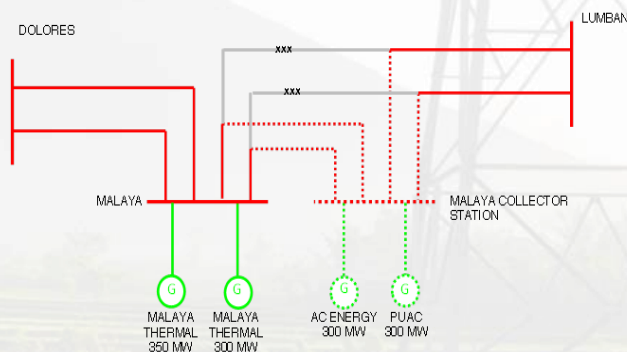 DOLORES
LUMBAN
xxx
xxx
MALAYA
MALAYA COLLECTOR
STATION
G
G
G
G
MALAYA
THERMAL
350 MW
MALAYA
THERMAL
300 MW
AC ENERGY
300 MW
PUAC
300 MW